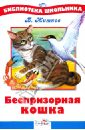 БИБЛИОТЕКА ШКОЛЬНИКА
Б. Житков
Беспризорная
кошка